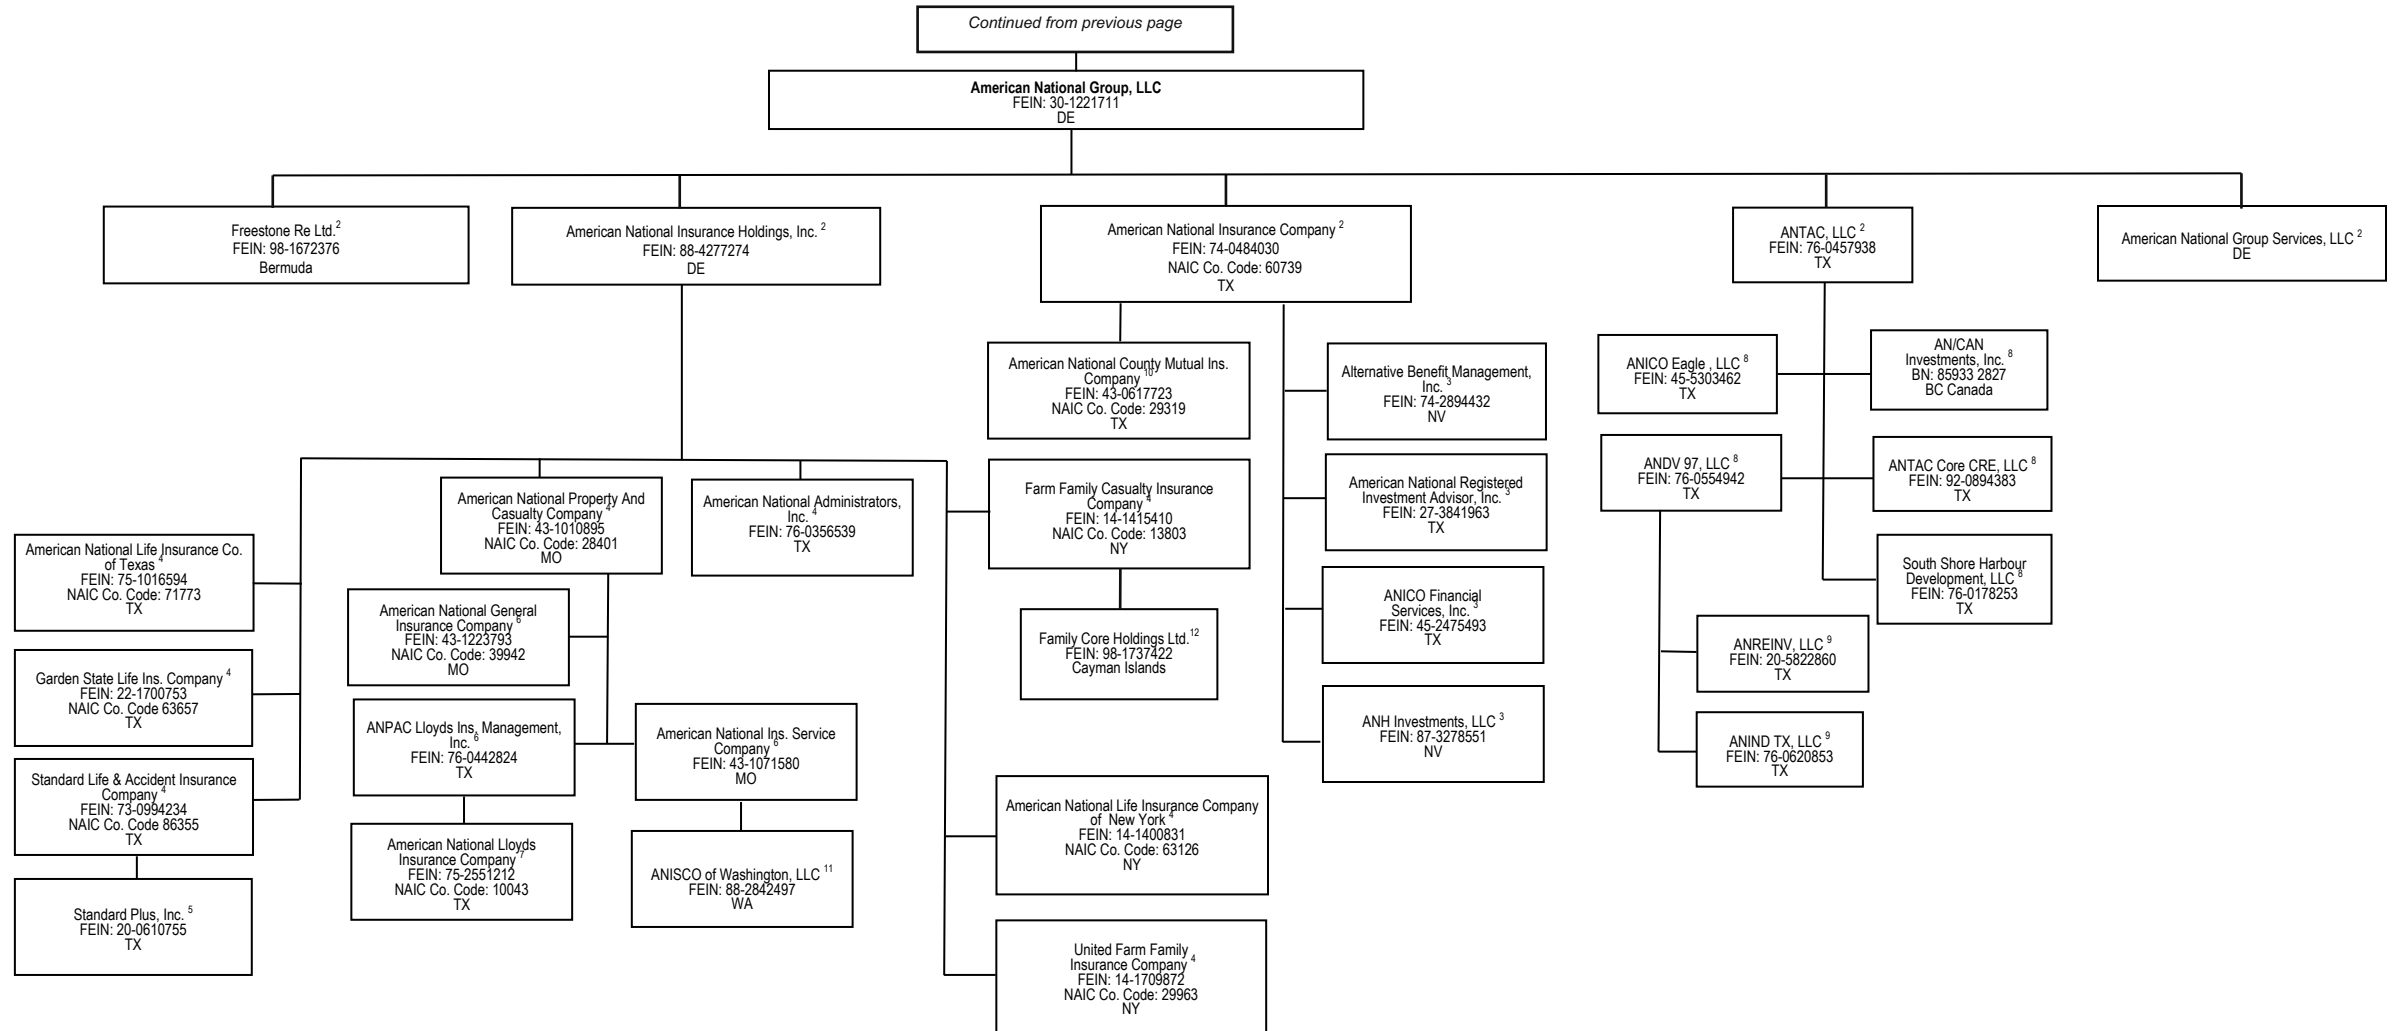 Continued from previous page
American National Group, LLC
FEIN: 30-1221711
DE
Freestone Re Ltd.2
FEIN: 98-1672376
Bermuda
American National Insurance Holdings, Inc. 2
FEIN: 88-4277274
DE
American National Insurance Company 2
FEIN: 74-0484030
NAIC Co. Code: 60739
TX
ANTAC, LLC 2
FEIN: 76-0457938
TX
American National Group Services, LLC 2
DE
American National County Mutual Ins.
Company 10
FEIN: 43-0617723
NAIC Co. Code: 29319
TX
Alternative Benefit Management,
Inc. 3
FEIN: 74-2894432
NV
ANICO Eagle , LLC 8
FEIN: 45-5303462
TX
AN/CAN
Investments, Inc. 8
BN: 85933 2827
BC Canada
American National Property And
Casualty Company 4
FEIN: 43-1010895
NAIC Co. Code: 28401
MO
American National Administrators,
Inc. 4
FEIN: 76-0356539
TX
Farm Family Casualty Insurance
Company 4
FEIN: 14-1415410
NAIC Co. Code: 13803
NY
American National Registered
Investment Advisor, Inc. 3
FEIN: 27-3841963
TX
ANDV 97, LLC 8
FEIN: 76-0554942
TX
ANTAC Core CRE, LLC 8
FEIN: 92-0894383
TX
American National Life Insurance Co.
of Texas 4
FEIN: 75-1016594
NAIC Co. Code: 71773
TX
American National General
Insurance Company 6
FEIN: 43-1223793
NAIC Co. Code: 39942
MO
Family Core Holdings Ltd.12
FEIN: 98-1737422
Cayman Islands
ANICO Financial
Services, Inc. 3
FEIN: 45-2475493
TX
South Shore Harbour
Development, LLC 8
FEIN: 76-0178253
TX
Garden State Life Ins. Company 4
FEIN: 22-1700753
NAIC Co. Code 63657
TX
ANPAC Lloyds Ins. Management,
Inc. 6
FEIN: 76-0442824
TX
American National Ins. Service
Company 6
FEIN: 43-1071580
MO
ANH Investments, LLC 3
FEIN: 87-3278551
NV
ANREINV, LLC 9
FEIN: 20-5822860
TX
ANIND TX, LLC 9
FEIN: 76-0620853
TX
Standard Life & Accident Insurance
Company 4
FEIN: 73-0994234
NAIC Co. Code 86355
TX
American National Lloyds
Insurance Company 7
FEIN: 75-2551212
NAIC Co. Code: 10043
TX
ANISCO of Washington, LLC 11
FEIN: 88-2842497
WA
American National Life Insurance Company
of New York 4
FEIN: 14-1400831
NAIC Co. Code: 63126
NY
Standard Plus, Inc. 5
FEIN: 20-0610755
TX
United Farm Family
Insurance Company 4
FEIN: 14-1709872
NAIC Co. Code: 29963
NY